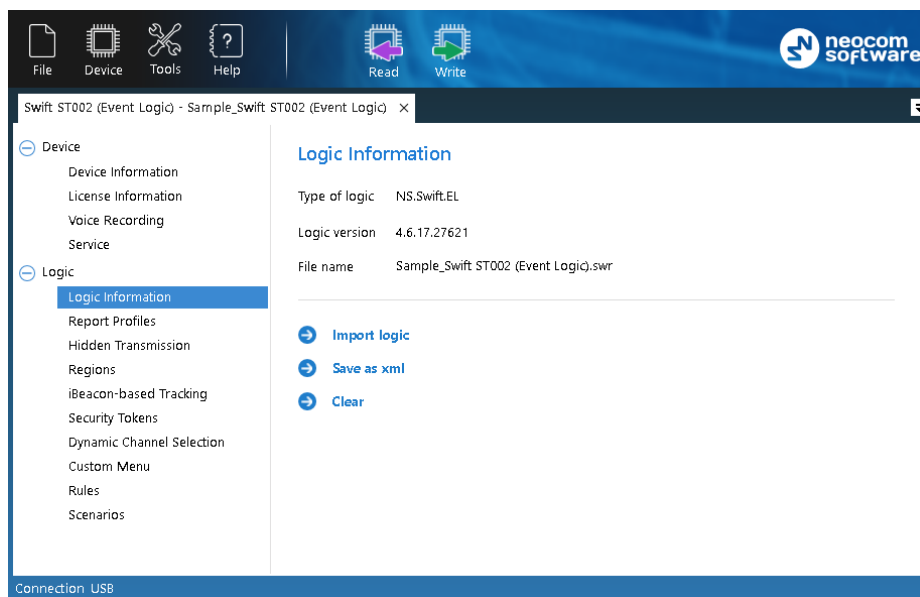 File
Device
Tools
Help
Read
Write
neocom
software
Swift ST002 (Event Logic) - Sample_Swift ST002 (Event Logic)
Device
Device Information
License Information
Voice Recording
Service
Logic
Logic Information
Report Profiles
Hidden Transmission
Regions
iBeacon-based Tracking
Security Tokens
Dynamic Channel Selection
Custom Menu
Rules
Scenarios
Logic Information
Type of logic NS.Swift.EL
Logic version 4.6.17.27621
File name Sample_Swift ST002 (Event Logic).swr
Import logic
Save as xml
Clear
Connection USB